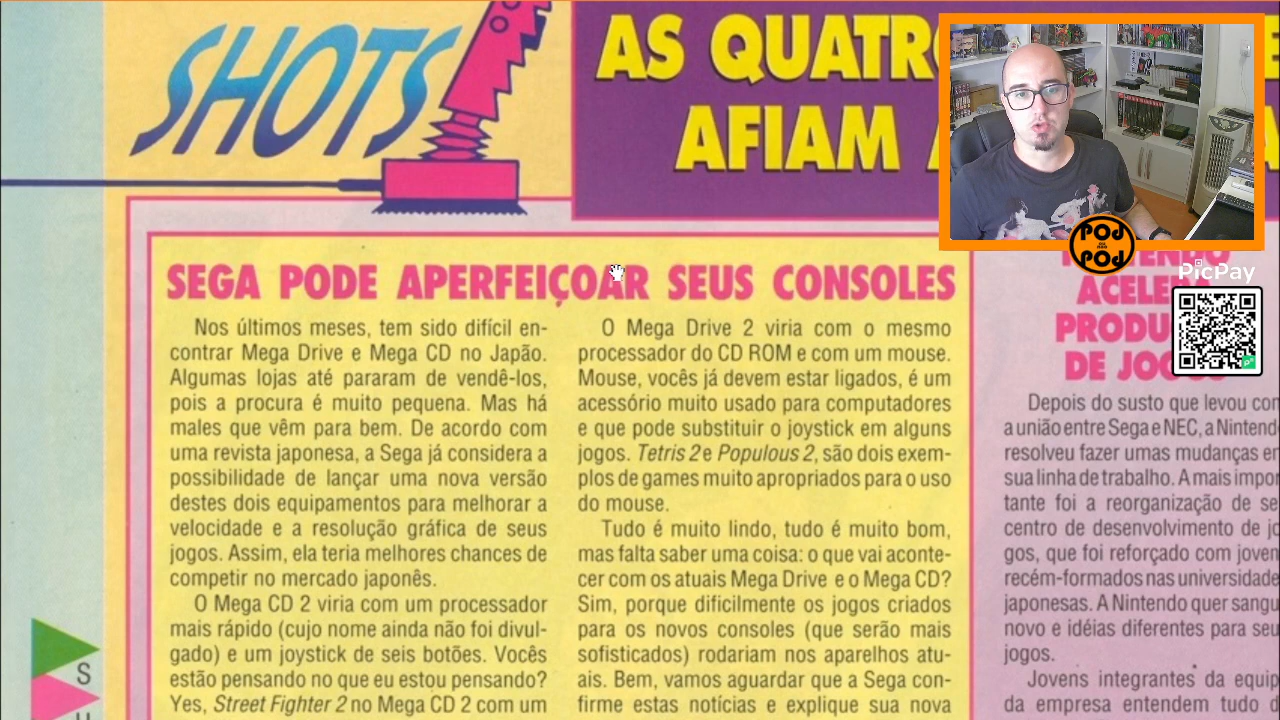 SHOTS
AS QUATRO
AFIAM
SEGA PODE APERFEIÇOAR SEUS CONSOLES
Nos últimos meses, tem sido difícil en-
contrar Mega Drive e Mega CD no Japão.
Algumas lojas até pararam de vendê-los,
pois a procura é muito pequena. Mas há
males que vêm para bem. De acordo com
uma revista japonesa, a Sega já considera a
possibilidade de lançar uma nova versão
destes dois equipamentos para melhorar a
velocidade e a resolução gráfica de seus
jogos. Assim, ela teria melhores chances de
competir no mercado japonês.
O Mega CD 2 viria com um processador
mais rápido (cujo nome ainda não foi divul-
gado) e um joystick de seis botões. Vocês
estão pensando no que eu estou pensando?
Yes, Street Fighter 2 no Mega CD 2 com um
O Mega Drive 2 viria com o mesmo
processador do CD ROM e com um mouse.
Mouse, vocês já devem estar ligados, é um
acessório muito usado para computadores
e que pode substituir o joystick em alguns
jogos. Tetris 2 e Populous 2, são dois exem-
plos de games muito apropriados para o uso
do mouse.
Tudo é muito lindo, tudo é muito bom,
mas falta saber uma coisa: o que vai aconte-
cer com os atuais Mega Drive e o Mega CD?
Sim, porque dificilmente os jogos criados
para os novos consoles (que serão mais
sofisticados) rodariam nos aparelhos atu-
ais. Bem, vamos aguardar que a Sega con-
firme estas notícias e explique sua nova
ACELERA
DE JOGOS
Depois do susto que levou com
a união entre Sega e NEC, a Nintendo
resolveu fazer umas mudanças em
sua linha de trabalho. A mais impor
tante foi a reorganização de se
centro de desenvolvimento de jo
gos, que foi reforçado com joven
recém-formados nas universidade
japonesas. A Nintendo quer sangu
novo e idéias diferentes para seu
jogos.
Jovens integrantes da equip
da empresa entendem tudo d
POD
POD
PicPay
S